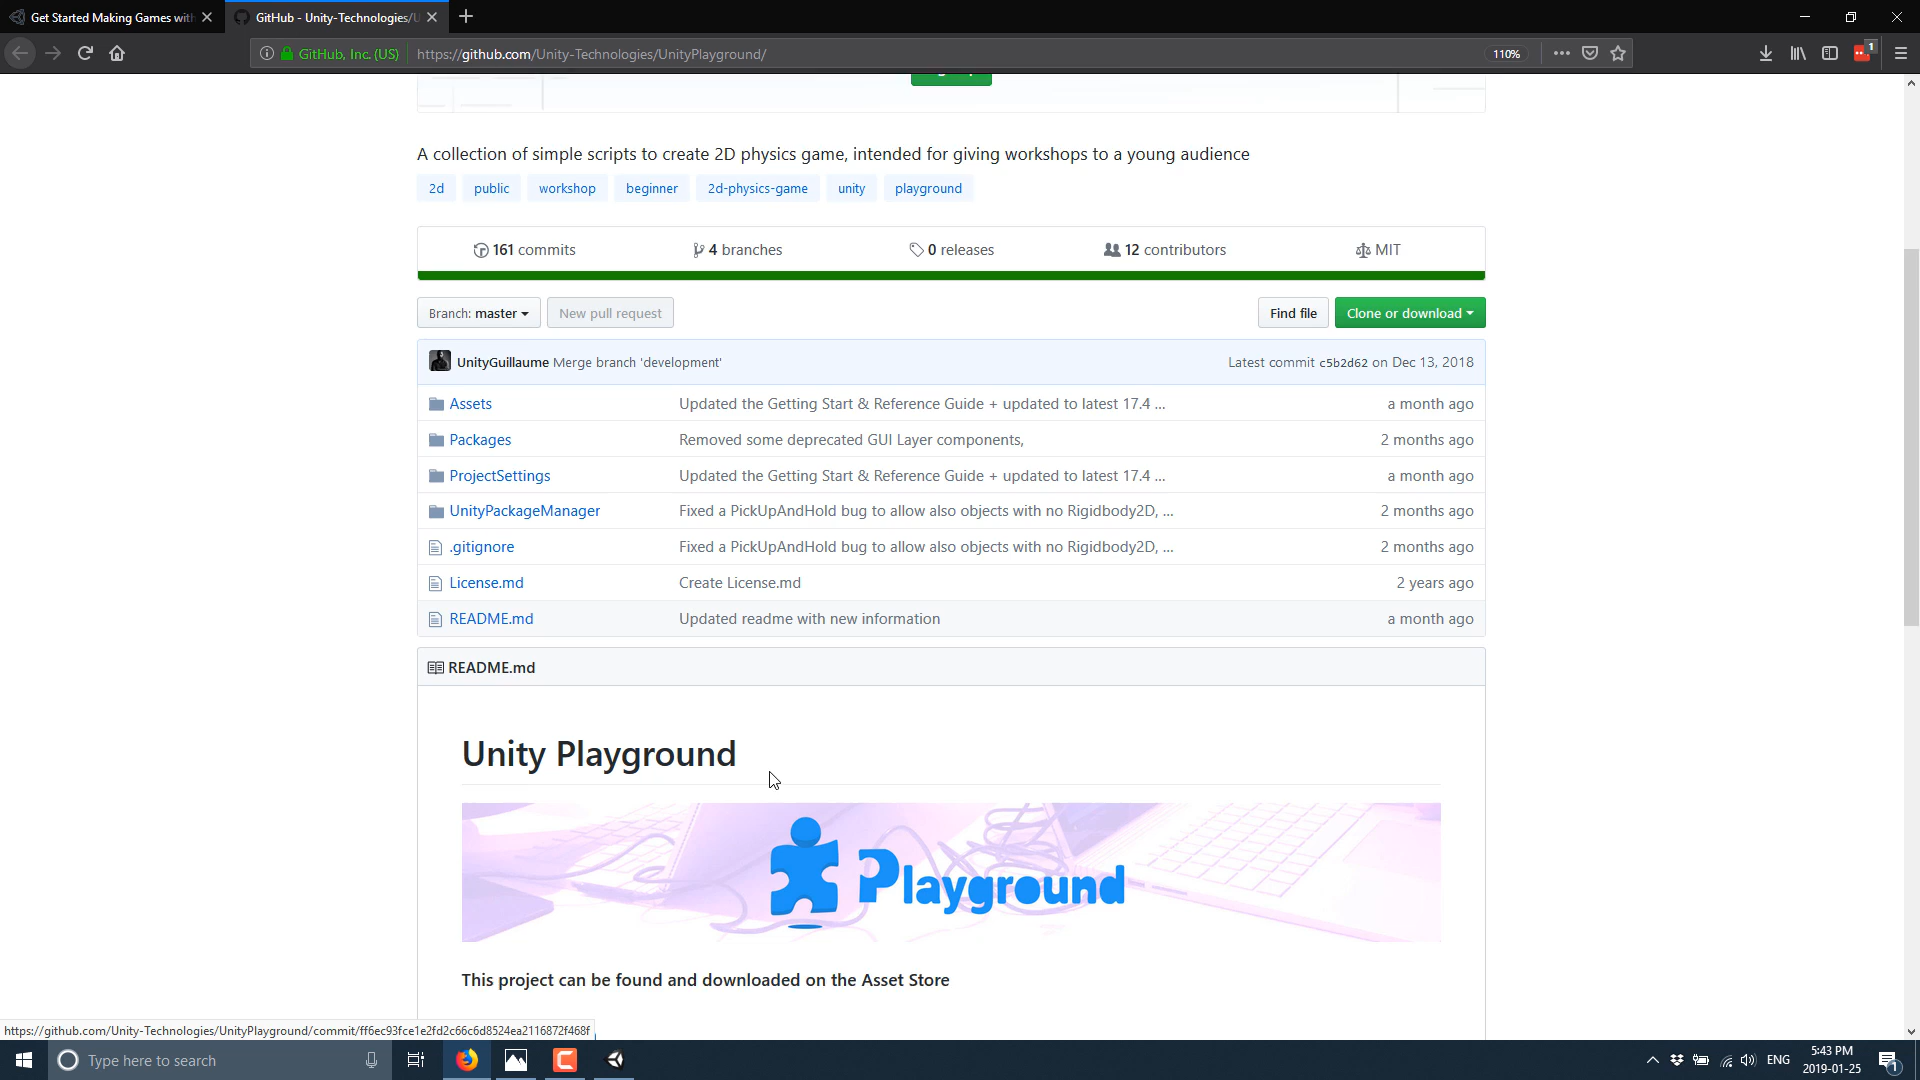 Get Started Making Games with
GitHub - Unity-Technologies/U
GitHub, Inc. (US)
https://github.com/Unity-Technologies/UnityPlayground/
110%
1
A collection of simple scripts to create 2D physics game, intended for giving workshops to a young audience
2d public workshop beginner 2d-physics-game unity playground
161 commits 4 branches 0 releases 12 contributors MIT
Branch: master New pull request Find file Clone or download
UnityGuillaume Merge branch 'development' Latest commit c5b2d62 on Dec 13, 2018
Assets Updated the Getting Start & Reference Guide + updated to latest 17.4 ... a month ago
Packages Removed some deprecated GUI Layer components, 2 months ago
ProjectSettings Updated the Getting Start & Reference Guide + updated to latest 17.4 ... a month ago
UnityPackageManager Fixed a PickUpAndHold bug to allow also objects with no Rigidbody2D, ... 2 months ago
.gitignore Fixed a PickUpAndHold bug to allow also objects with no Rigidbody2D, ... 2 months ago
License.md Create License.md 2 years ago
README.md Updated readme with new information a month ago
README.md
Unity Playground
Playground
This project can be found and downloaded on the Asset Store
https://github.com/Unity-Technologies/UnityPlayground/commit/ff6ec93fce1e2fd2c66c6d8524ea2116872f468f
Type here to search
ENG
5:43 PM
2019-01-25
1